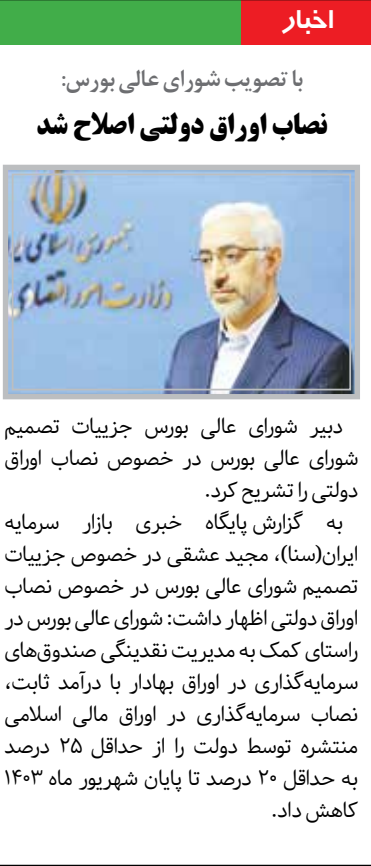 اخبار
با تصویب شورای عالی بورس:
نصاب اوراق دولتی اصلاح شد
جمهوری اسلامی ایرا
وزارت امور اقتصادی
دبیر شورای عالی بورس جزییات تصمیم
شورای عالی بورس در خصوص نصاب اوراق
دولتی را تشریح کرد.
به گزارش پایگاه خبری بازار سرمایه
ایران(سنا)، مجید عشقی در خصوص جزییات
تصمیم شورای عالی بورس در خصوص نصاب
اوراق دولتی اظهار داشت: شورای عالی بورس در
راستای کمک به مدیریت نقدینگی صندوق‌های
سرمایه‌گذاری در اوراق بهادار با درآمد ثابت،
نصاب سرمایه‌گذاری در اوراق مالی اسلامی
منتشره توسط دولت را از حداقل ۲۵ درصد
به حداقل ۲۰ درصد تا پایان شهریور ماه ۱۴۰۳
کاهش داد.